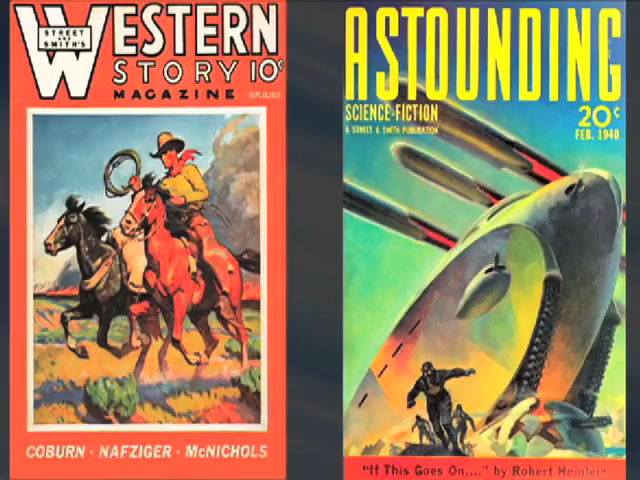 WESTERN
STREET
AND
SMITH'S
STORY 10¢
MAGAZINE
COBURN · NAFZIGER · McNICHOLS
ASTOUNDING
SCIENCE-FICTION
A STREET & SMITH PUBLICATION
20¢
FEB. 1940
"If This Goes On...." by Robert Heinlein